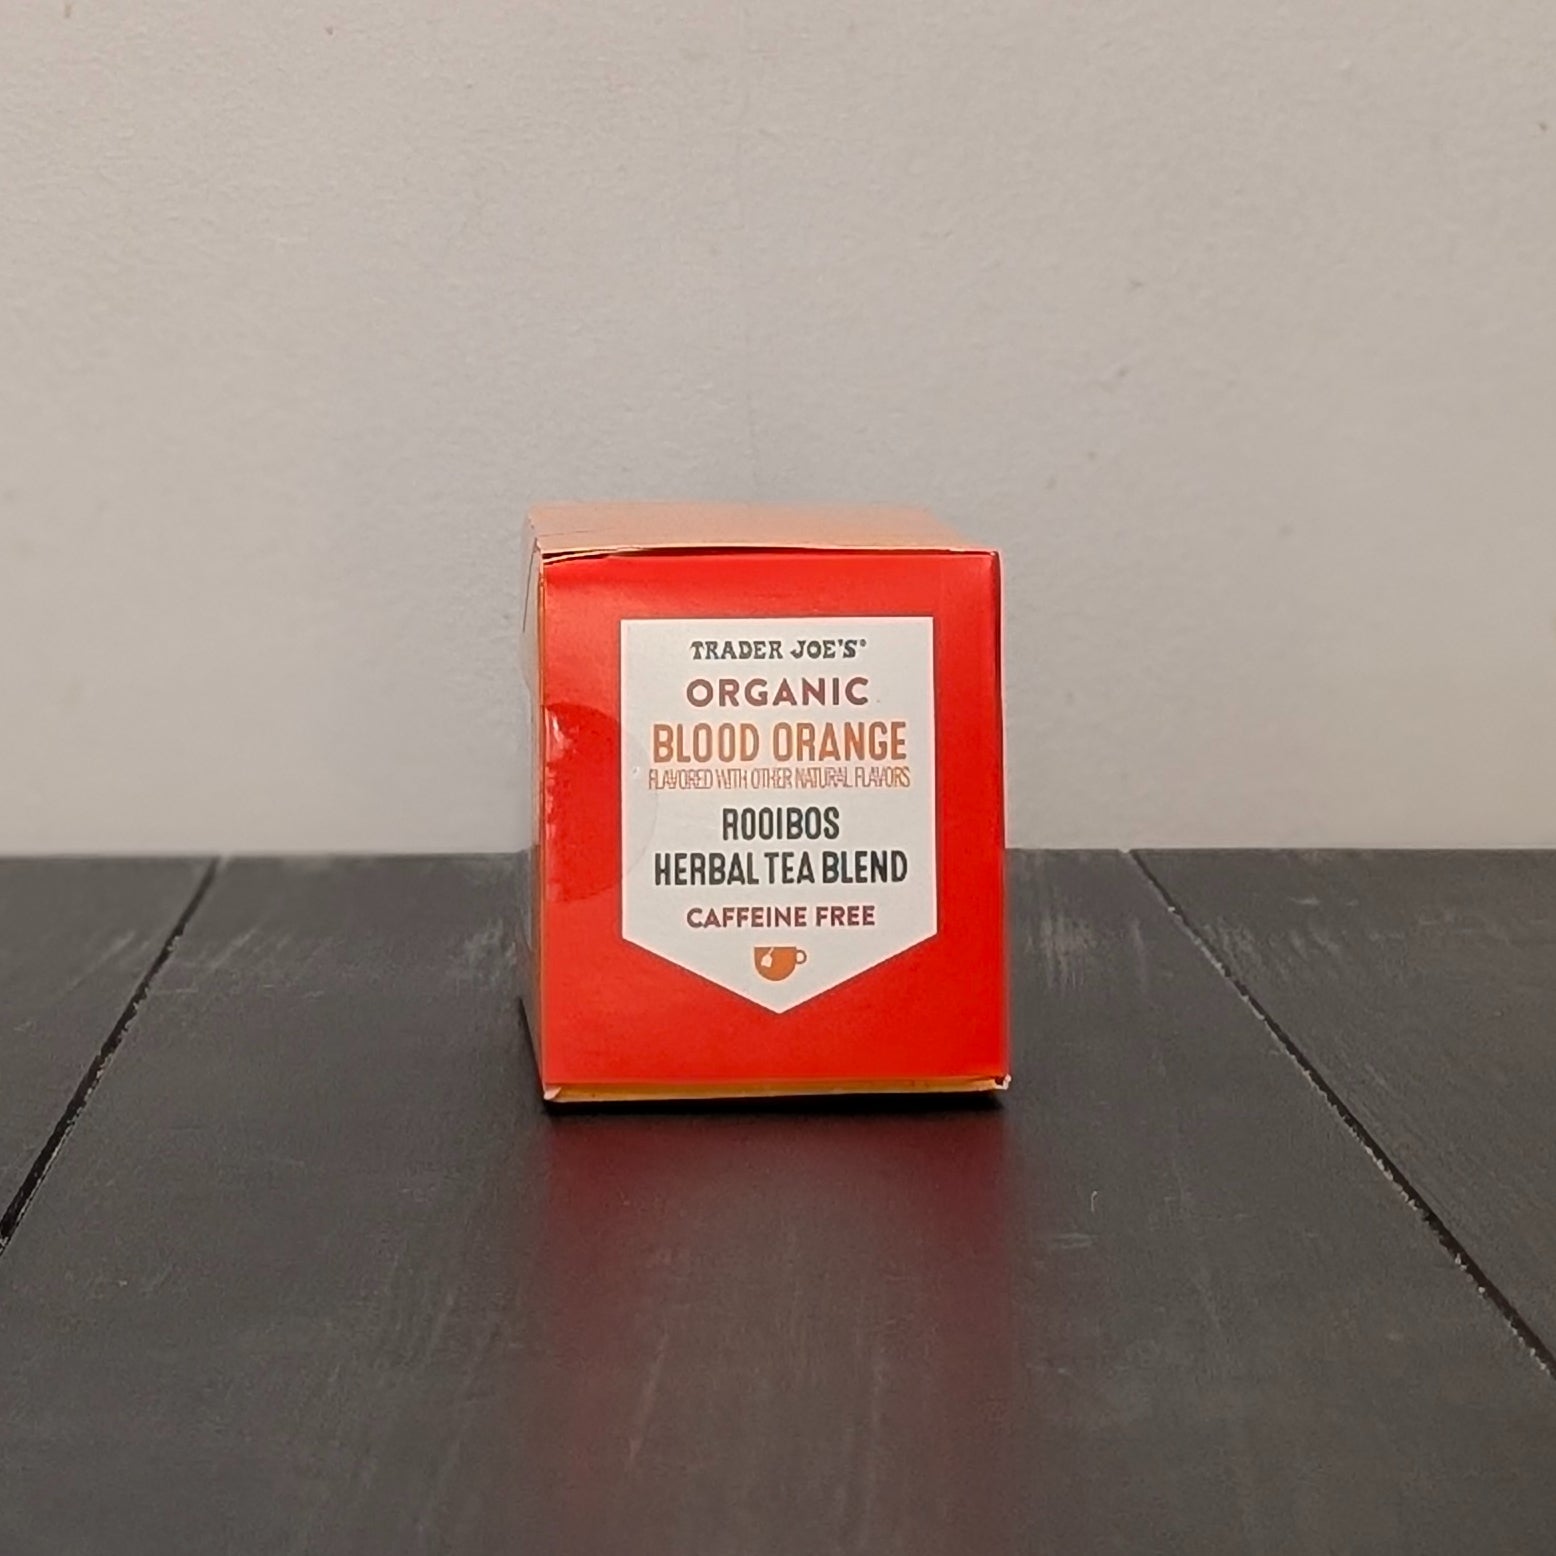 TRADER JOE'S®
ORGANIC
BLOOD ORANGE
FLAVORED WITH OTHER NATURAL FLAVORS
ROOIBOS
HERBAL TEA BLEND
CAFFEINE FREE